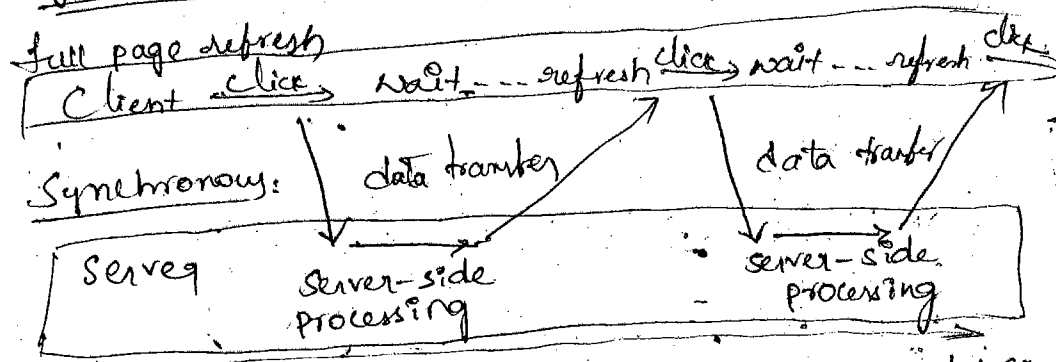 full page refresh
Client click wait.... refresh click wait... refresh click
Synchronous: data transfer data transfer
Server server-side processing server-side processing